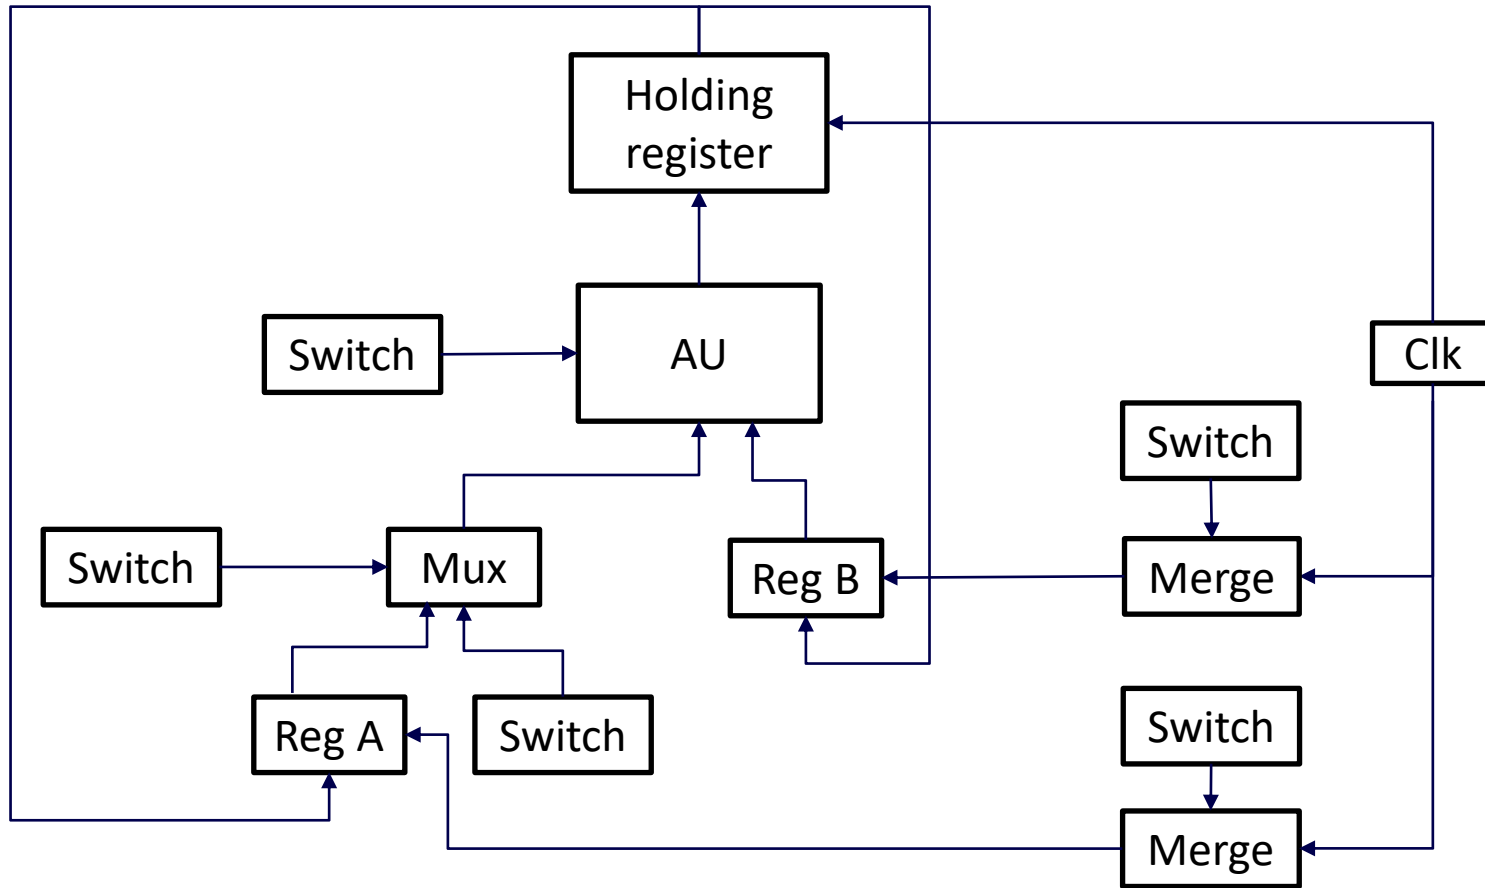 Holding
register
Switch
AU
Clk
Switch
Switch
Mux
Reg B
Merge
Reg A
Switch
Switch
Merge